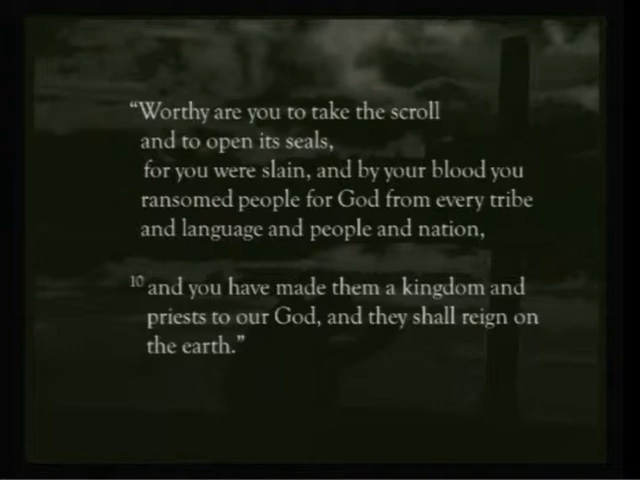 “Worthy are you to take the scroll
and to open its seals,
for you were slain, and by your blood you
ransomed people for God from every tribe
and language and people and nation,
10 and you have made them a kingdom and
priests to our God, and they shall reign on
the earth.”